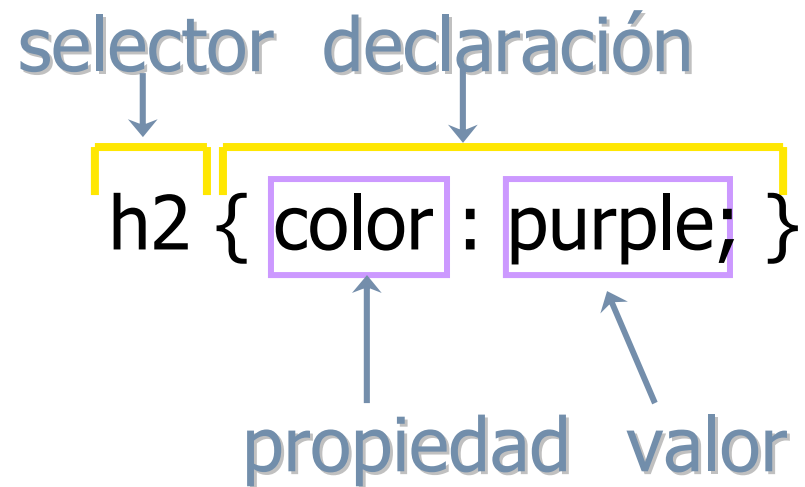 selector declaración
h2 { color : purple; }
propiedad valor